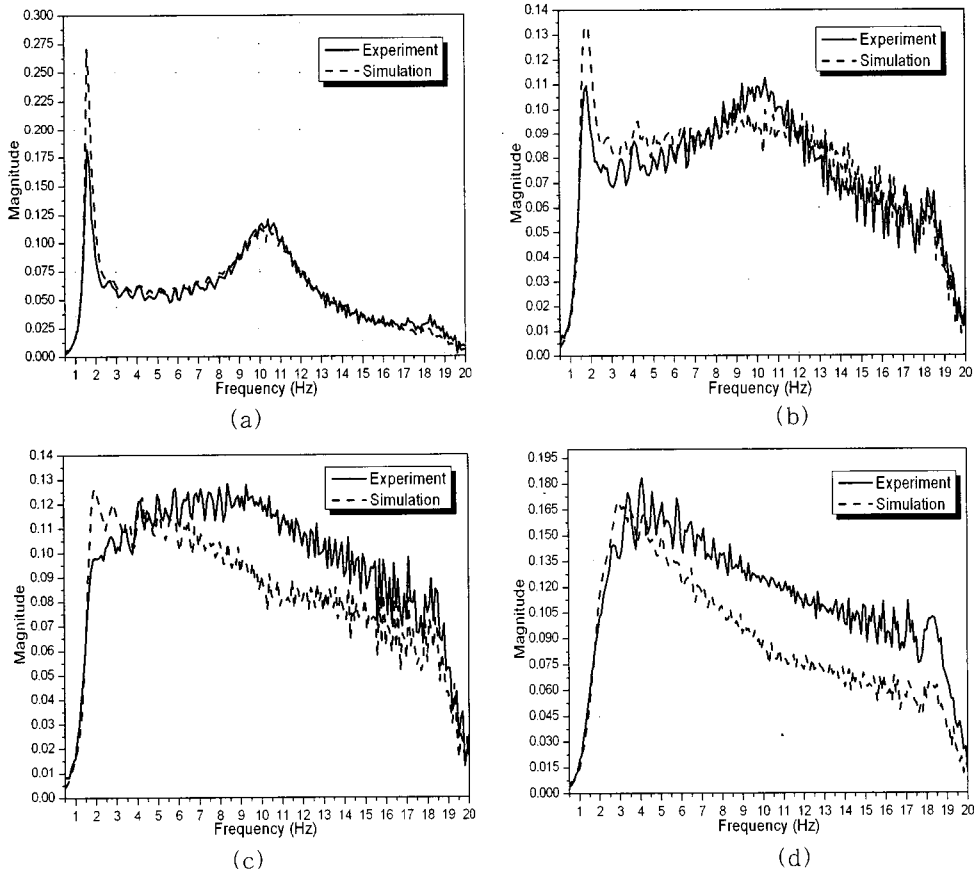 0.300
0.275
0.250
0.225
0.200
0.175
0.150
0.125
0.100
0.075
0.050
0.025
0.000
Magnitude
Experiment
Simulation
1 2 3 4 5 6 7 8 9 10 11 12 13 14 15 16 17 18 19 20
Frequency (Hz)
(a)
0.14
0.13
0.12
0.11
0.10
0.09
0.08
0.07
0.06
0.05
0.04
0.03
0.02
0.01
0.00
Magnitude
Experiment
Simulation
1 2 3 4 5 6 7 8 9 10 11 12 13 14 15 16 17 18 19 20
Frequency (Hz)
(b)
0.14
0.13
0.12
0.11
0.10
0.09
0.08
0.07
0.06
0.05
0.04
0.03
0.02
0.01
0.00
Magnitude
Experiment
Simulation
1 2 3 4 5 6 7 8 9 10 11 12 13 14 15 16 17 18 19 20
Frequency (Hz)
(c)
0.195
0.180
0.165
0.150
0.135
0.120
0.105
0.090
0.075
0.060
0.045
0.030
0.015
0.000
Magnitude
Experiment
Simulation
1 2 3 4 5 6 7 8 9 10 11 12 13 14 15 16 17 18 19 20
Frequency (Hz)
(d)